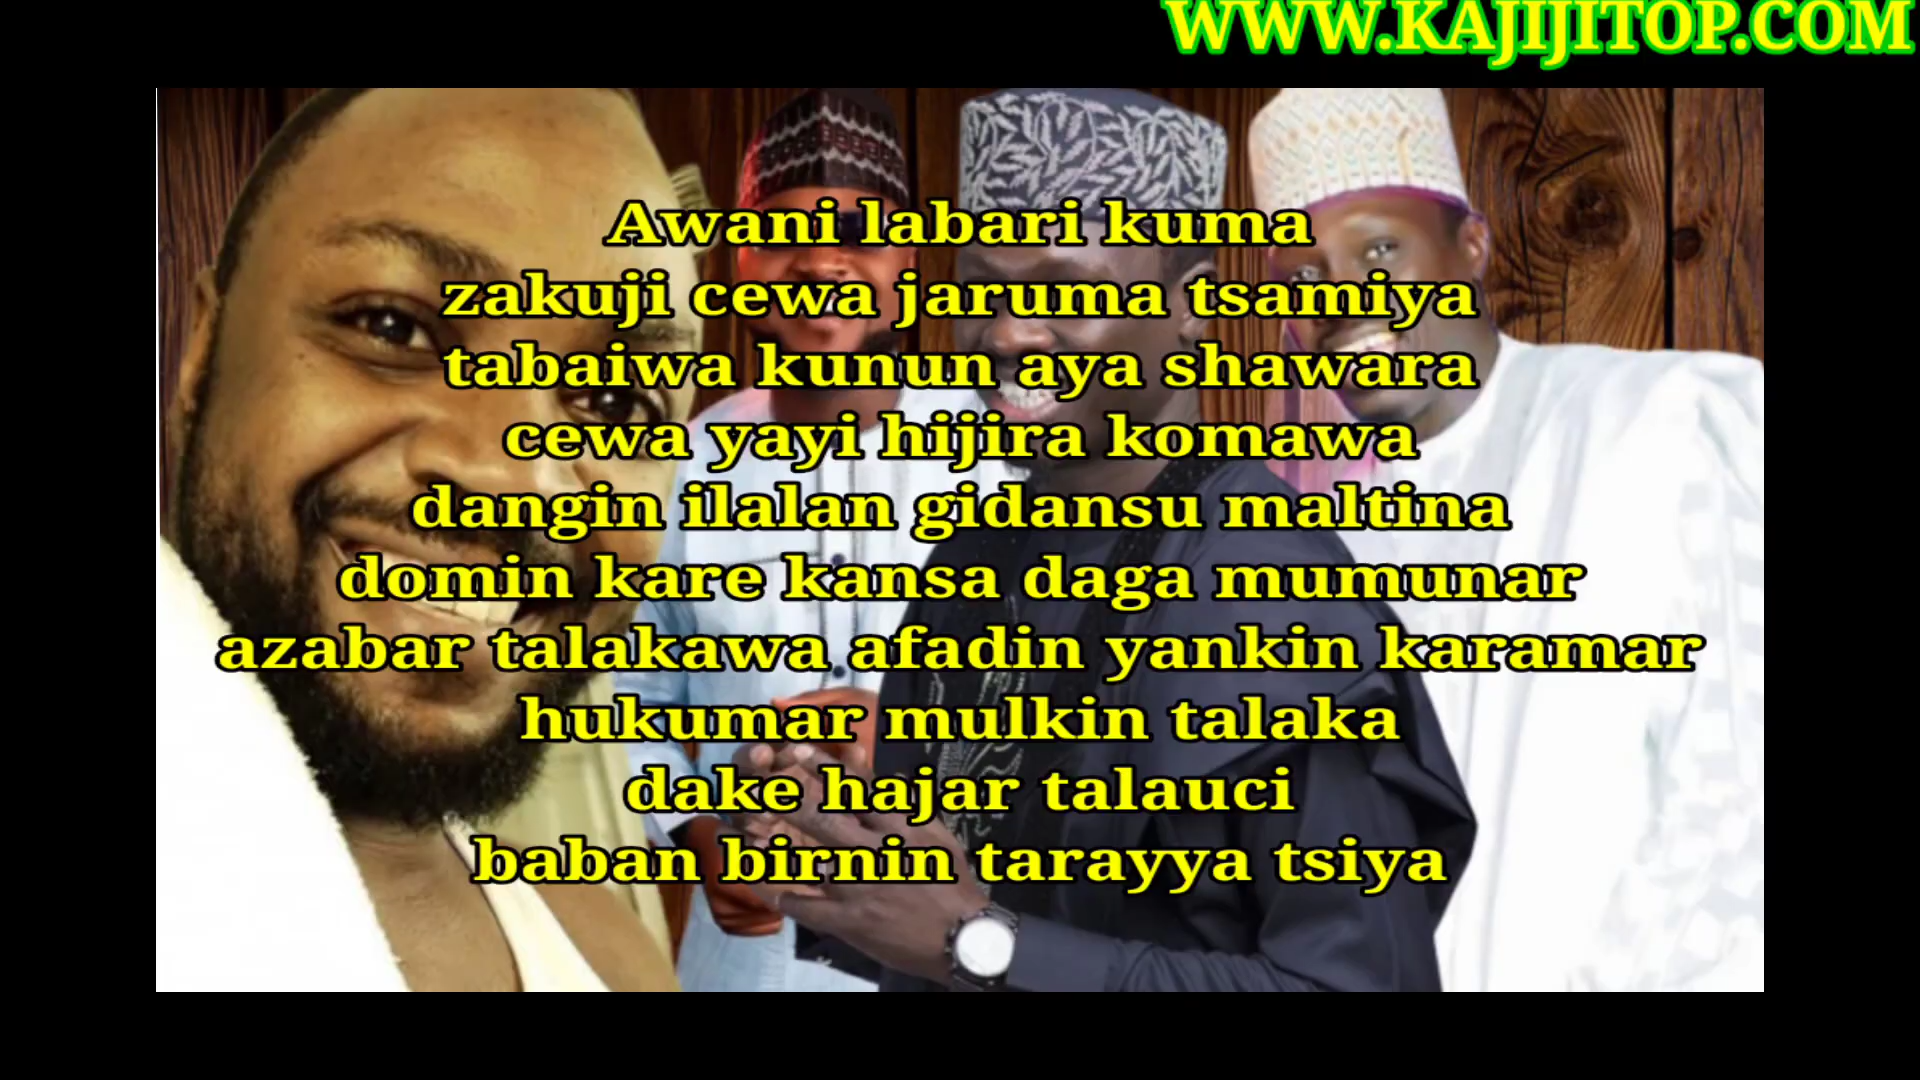 WWW.KAJIJITOP.COM
Awani labari kuma
zakuji cewa jaruma tsamiya
tabaiwa kunun aya shawara
cewa yayi hijira komawa
dangin ilalan gidansu maltina
domin kare kansa daga mumunar
azabar talakawa afadin yankin karamar
hukumar mulkin talaka
dake hajar talauci
baban birnin tarayya tsiya